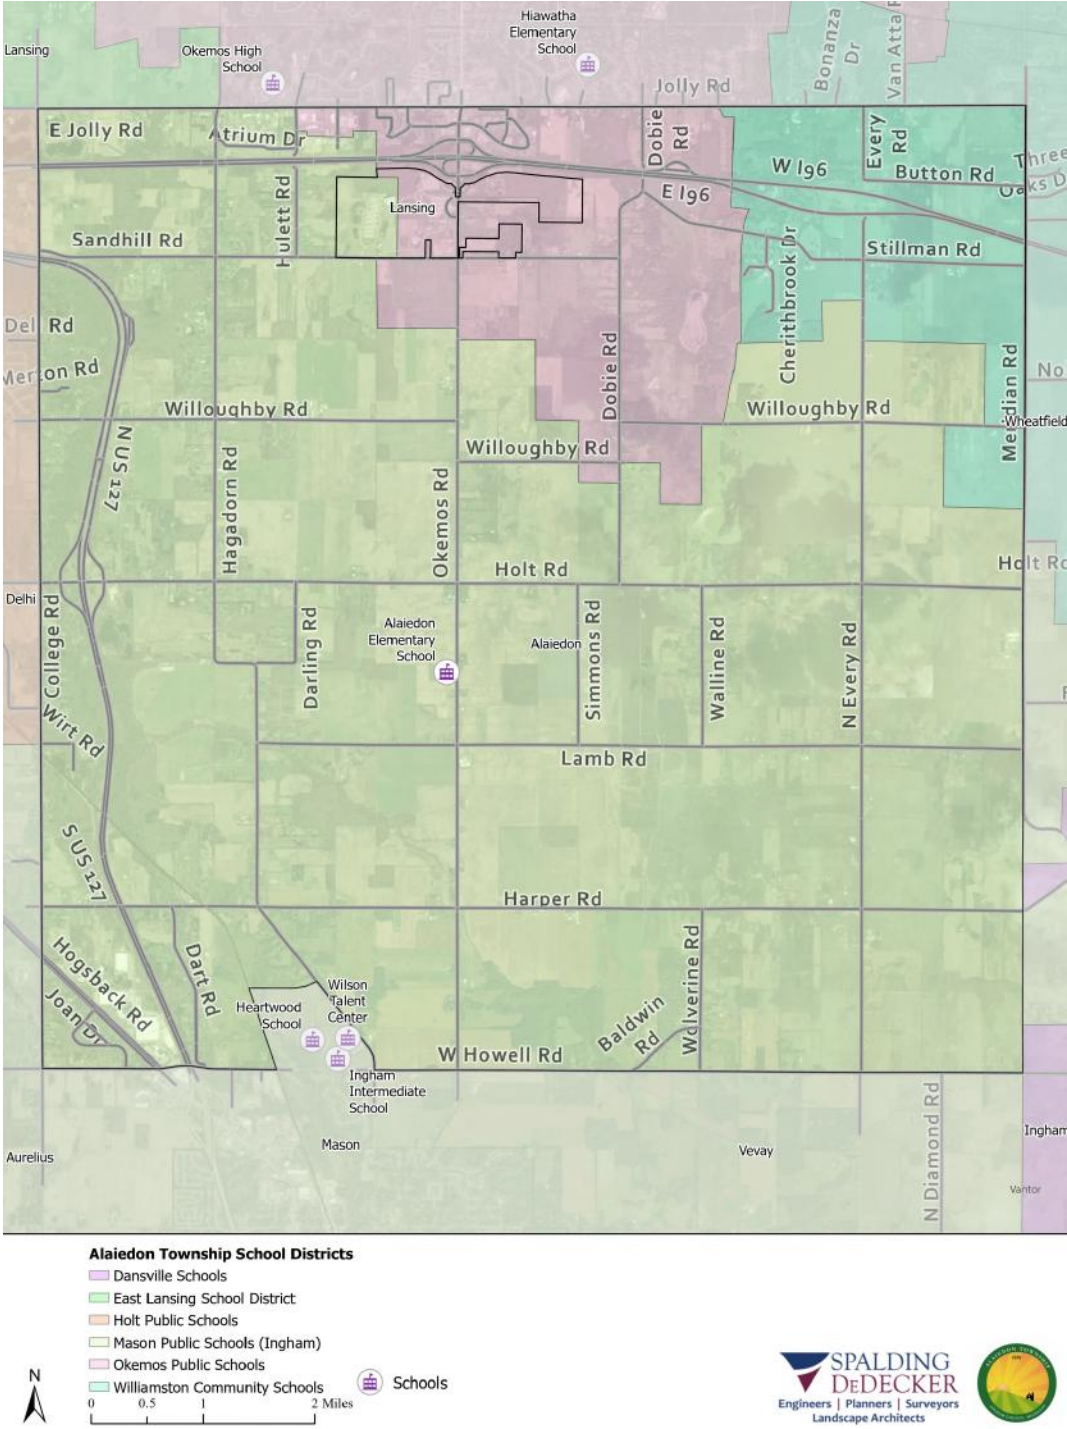 Hiawatha
Elementary
School
Lansing
Okemos High
School
Bonanza
Dr
Van Atta
Jolly Rd
E Jolly Rd
Atrium Dr
Dobie
Rd
Every
Rd
W I96
Button Rd
Three
Oaks D
Hulett Rd
Lansing
E I96
Sandhill Rd
Cherithbrook Dr
Stillman Rd
Dell Rd
Merton Rd
Dobie Rd
Meridian Rd
No
Willoughby Rd
Willoughby Rd
Wheatfield
N US 127
Hagadorn Rd
Okemos Rd
Willoughby Rd
Holt Rd
Holt Rd
Delhi
College Rd
Darling Rd
Alaiedon
Elementary
School
Alaiedon
Simmons Rd
Walline Rd
N Every Rd
Wirt Rd
Lamb Rd
S US 127
Harper Rd
Hogsback Rd
Joan Dr
Dart Rd
Heartwood
School
Wilson
Talent
Center
Wolverine Rd
Baldwin
Rd
W Howell Rd
Ingham
Intermediate
School
Mason
Aurelius
Vevay
N Diamond Rd
Ingham
Vantor
Alaiedon Township School Districts
Dansville Schools
East Lansing School District
Holt Public Schools
Mason Public Schools (Ingham)
Okemos Public Schools
Williamston Community Schools
Schools
N
0 0.5 1 2 Miles
SPALDING
DEDECKER
Engineers | Planners | Surveyors
Landscape Architects
ALAIEDON TOWNSHIP